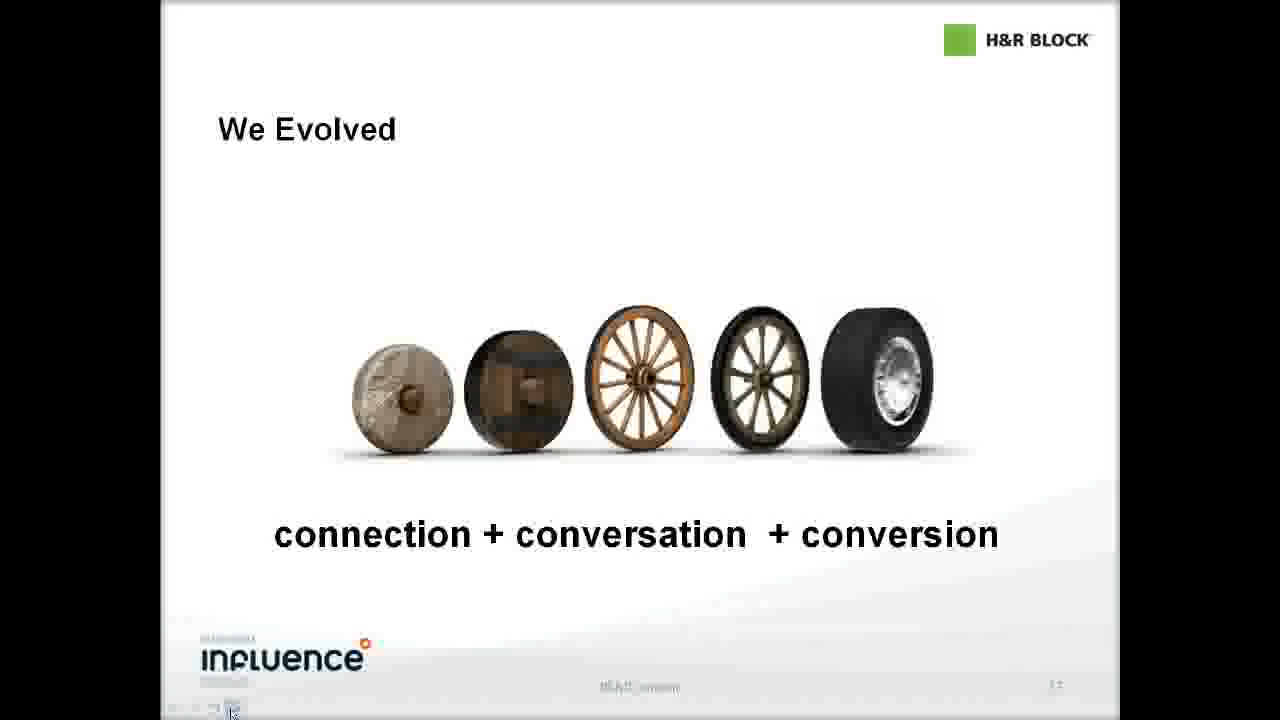 H&R BLOCK
We Evolved
connection + conversation + conversion
INFLUENCE